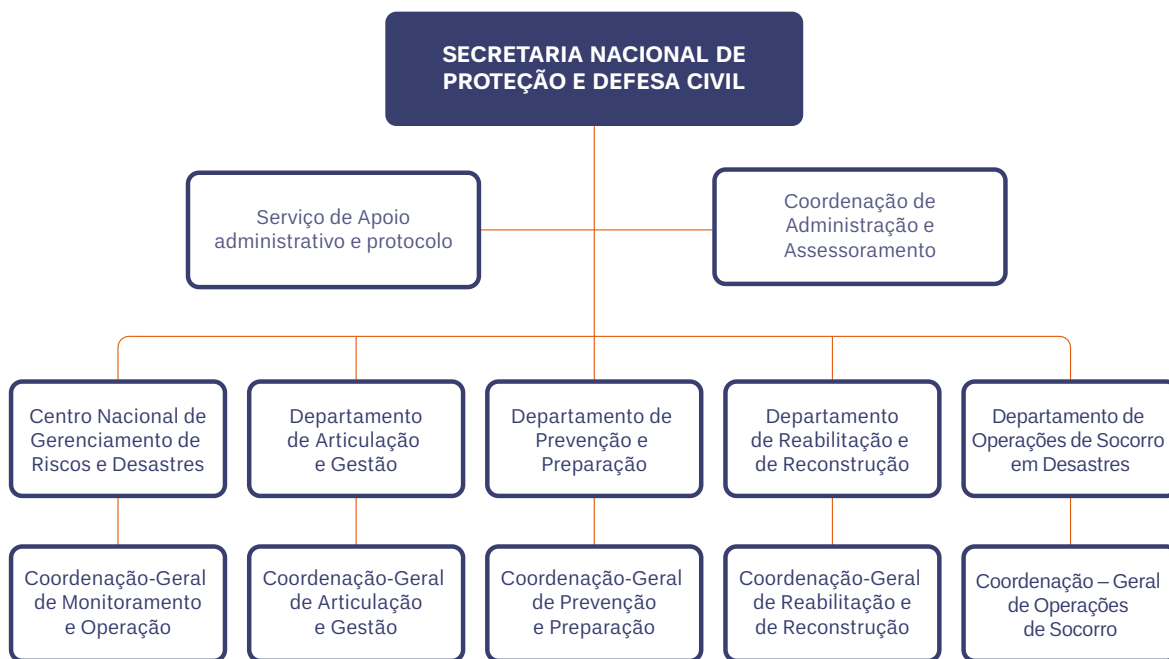 SECRETARIA NACIONAL DE
PROTEÇÃO E DEFESA CIVIL
Serviço de Apoio
administrativo e protocolo
Coordenação de
Administração e
Assessoramento
Centro Nacional de
Gerenciamento de
Riscos e Desastres
Departamento
de Articulação
e Gestão
Departamento de
Prevenção e
Preparação
Departamento
de Reabilitação e
de Reconstrução
Departamento de
Operações de Socorro
em Desastres
Coordenação-Geral
de Monitoramento
e Operação
Coordenação-Geral
de Articulação
e Gestão
Coordenação-Geral
de Prevenção
e Preparação
Coordenação-Geral
de Reabilitação e
de Reconstrução
Coordenação – Geral
de Operações
de Socorro